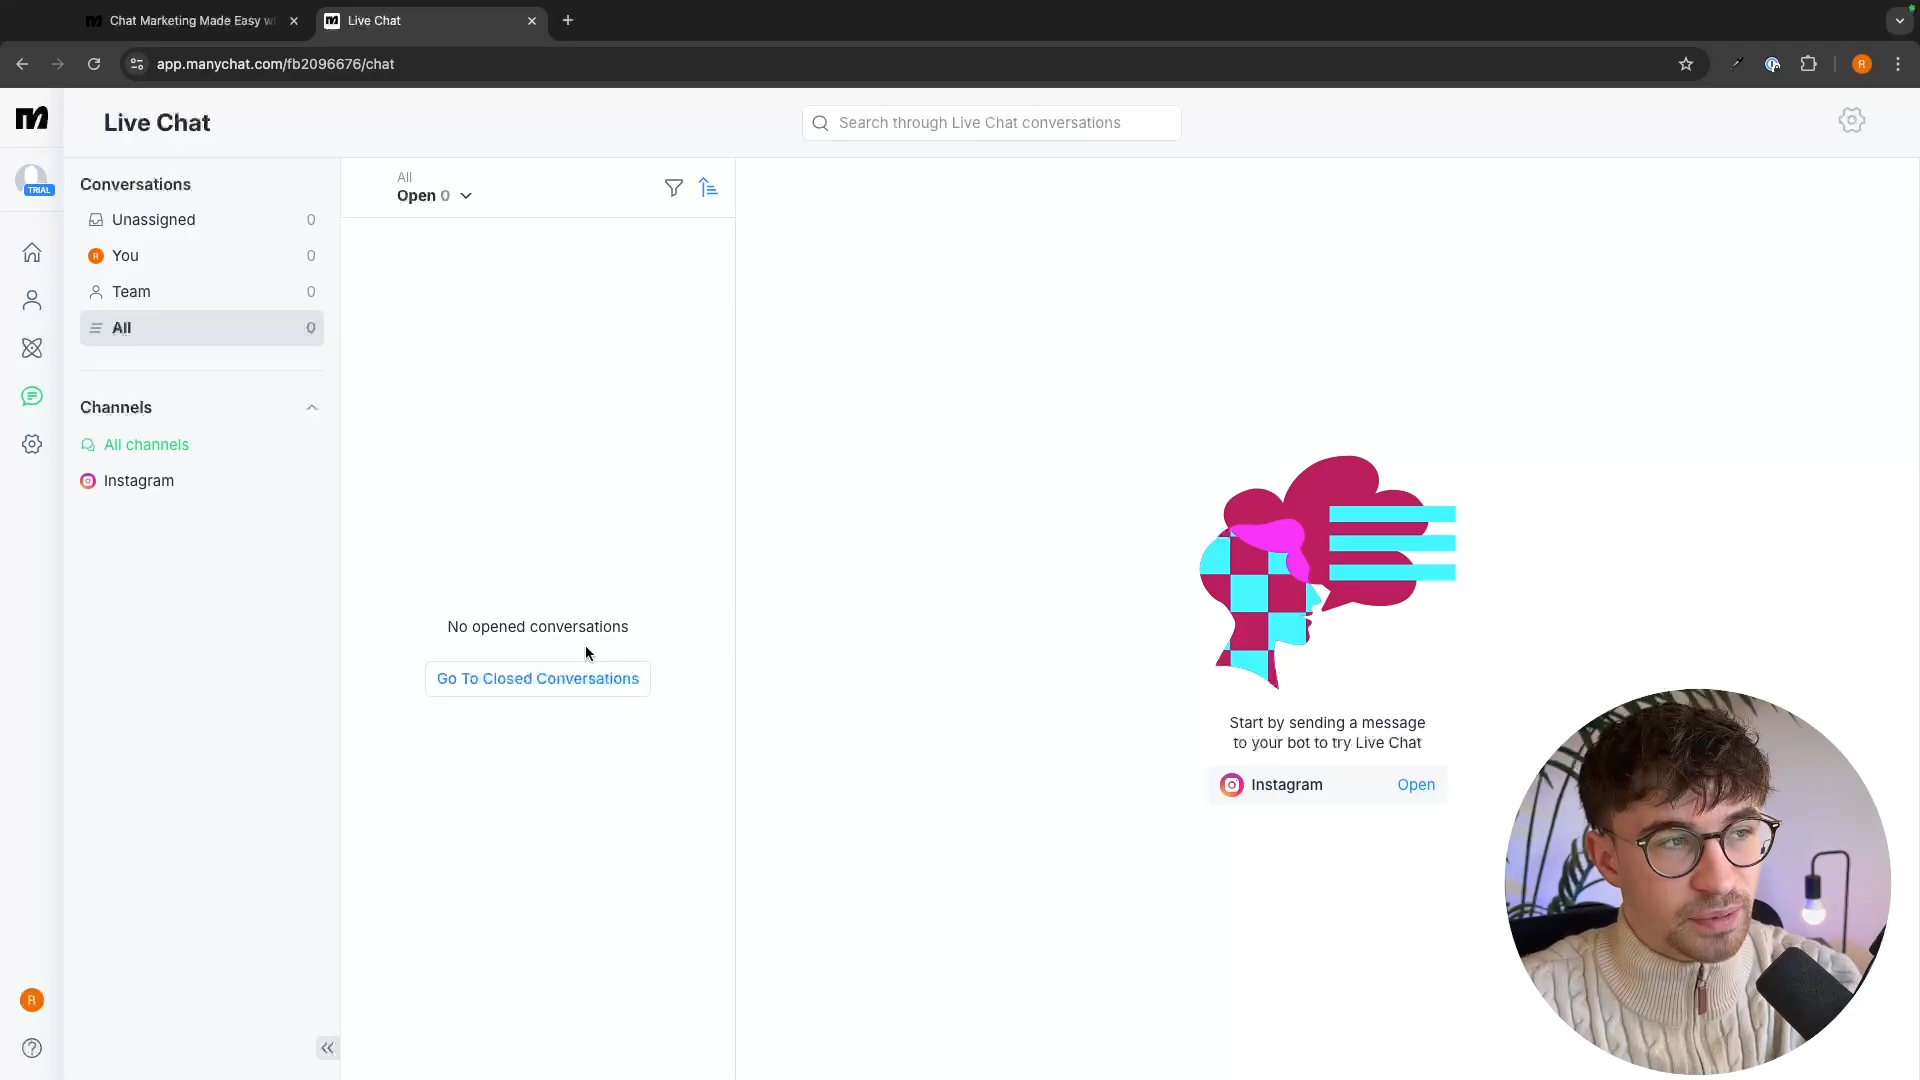 Chat Marketing Made Easy w
Live Chat
app.manychat.com/fb2096676/chat
R
Live Chat
Search through Live Chat conversations
TRIAL
Conversations
Unassigned 0
R You 0
Team 0
All 0
Channels
All channels
Instagram
All
Open 0
No opened conversations
Go To Closed Conversations
Start by sending a message
to your bot to try Live Chat
Instagram Open
R